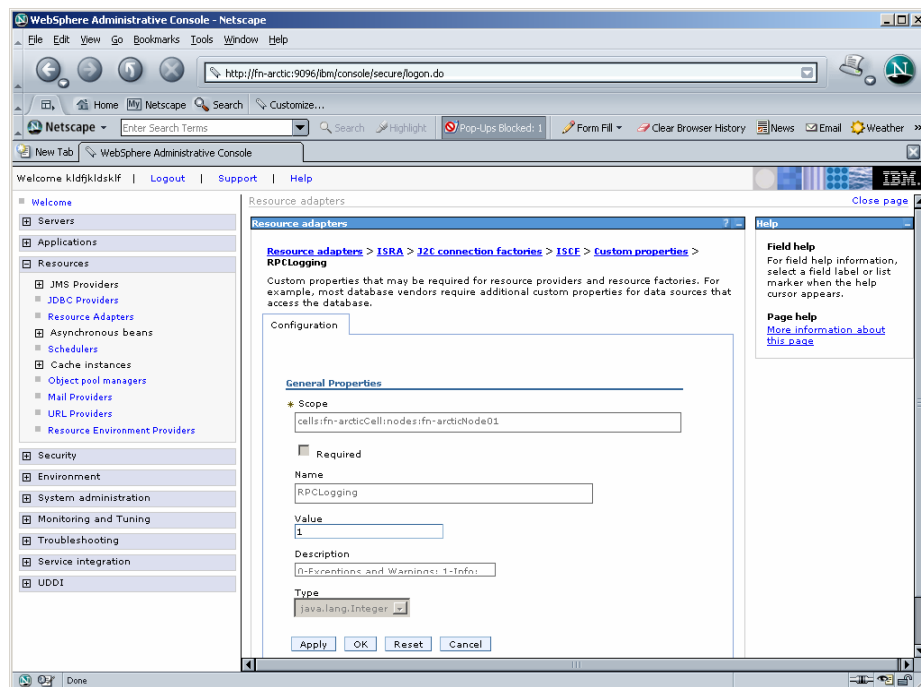 WebSphere Administrative Console - Netscape
File Edit View Go Bookmarks Tools Window Help
http://fn-arctic:9096/ibm/console/secure/logon.do
Home My Netscape Search Customize...
Netscape Enter Search Terms Search Highlight Pop-Ups Blocked: 1 Form Fill Clear Browser History News Email Weather »
New Tab WebSphere Administrative Console
Welcome kldfjkldsklf | Logout | Support | Help IBM.
Welcome
Servers
Applications
Resources
JMS Providers
JDBC Providers
Resource Adapters
Asynchronous beans
Schedulers
Cache instances
Object pool managers
Mail Providers
URL Providers
Resource Environment Providers
Security
Environment
System administration
Monitoring and Tuning
Troubleshooting
Service integration
UDDI
Resource adapters Close page
Resource adapters ? -
Resource adapters > ISRA > J2C connection factories > ISCF > Custom properties >
RPCLogging
Custom properties that may be required for resource providers and resource factories. For
example, most database vendors require additional custom properties for data sources that
access the database.
Configuration
General Properties
* Scope
cells:fn-arcticCell:nodes:fn-arcticNode01
Required
Name
RPCLogging
Value
1
Description
0-Exceptions and Warnings; 1-Info;
Type
java.lang.Integer
Apply OK Reset Cancel
Help -
Field help
For field help information,
select a field label or list
marker when the help
cursor appears.
Page help
More information about
this page
Done